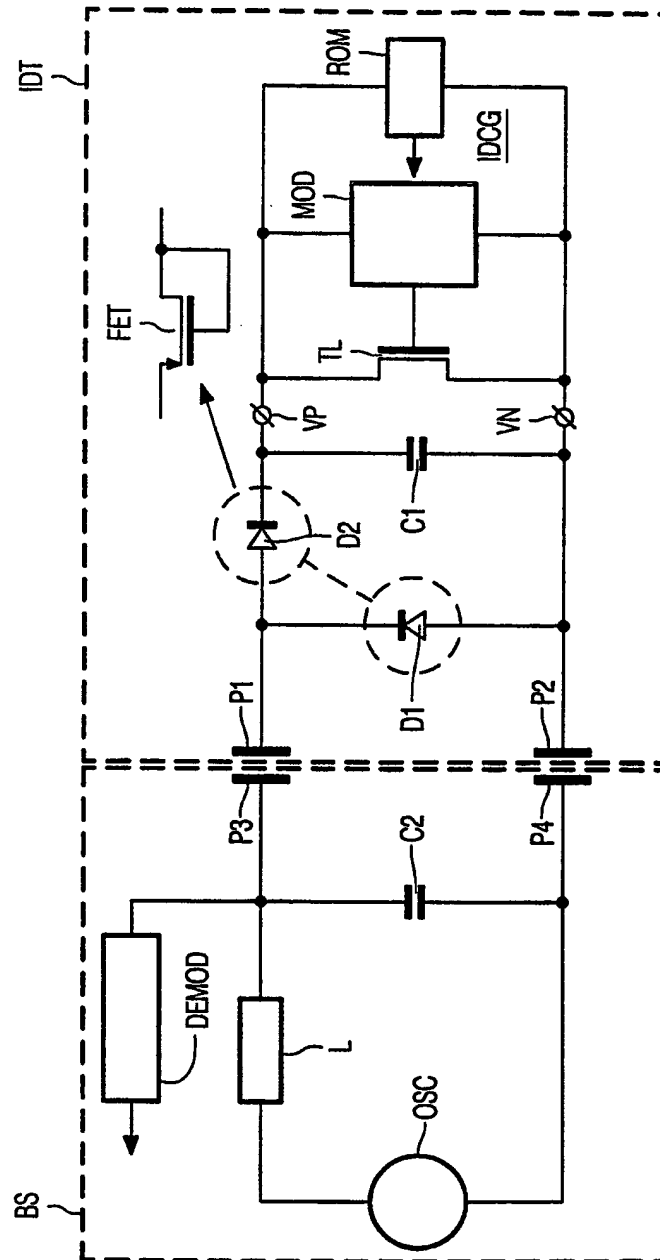 BS
IDT
DEMOD
L
OSC
C2
P3
P4
P1
P2
D1
D2
C1
FET
VP
VN
TL
MOD
ROM
IDCG